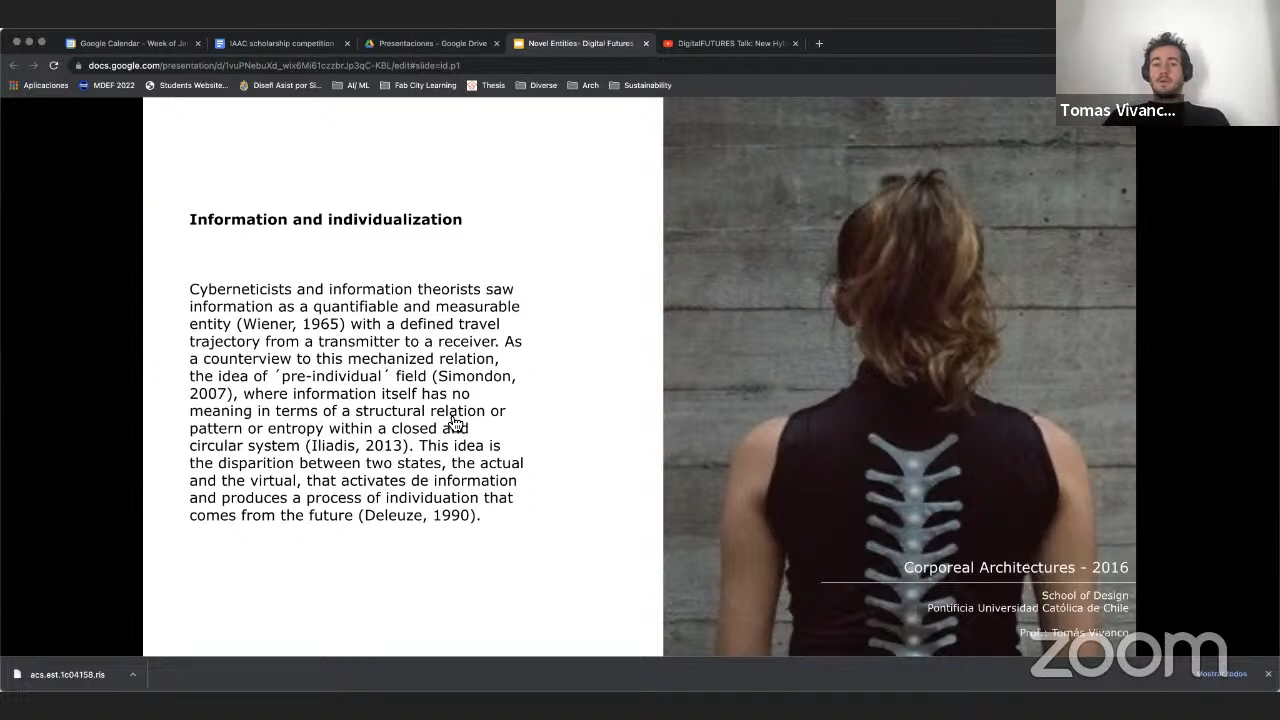 Google Calendar - Week of Ja
IAAC scholarship competition
Presentaciones - Google Drive
Novel Entities- Digital Futures
DigitalFUTURES Talk: New Hyb
docs.google.com/presentation/d/1vuPNebuXd_wix6Mi61czzbrJp3qC-KBL/edit#slide=id.p1
Aplicaciones
MDEF 2022
Students Website...
Diseñ Asist por Si...
AI/ ML
Fab City Learning
Thesis
Diverse
Arch
Sustainability
Tomas Vivanc...
Information and individualization
Cyberneticists and information theorists saw
information as a quantifiable and measurable
entity (Wiener, 1965) with a defined travel
trajectory from a transmitter to a receiver. As
a counterview to this mechanized relation,
the idea of ´pre-individual´ field (Simondon,
2007), where information itself has no
meaning in terms of a structural relation or
pattern or entropy within a closed and
circular system (Iliadis, 2013). This idea is
the disparition between two states, the actual
and the virtual, that activates de information
and produces a process of individuation that
comes from the future (Deleuze, 1990).
Corporeal Architectures - 2016
School of Design
Pontificia Universidad Católica de Chile
Prof.: Tomás Vivanco
zoom
acs.est.1c04158.ris
Mostrar todos